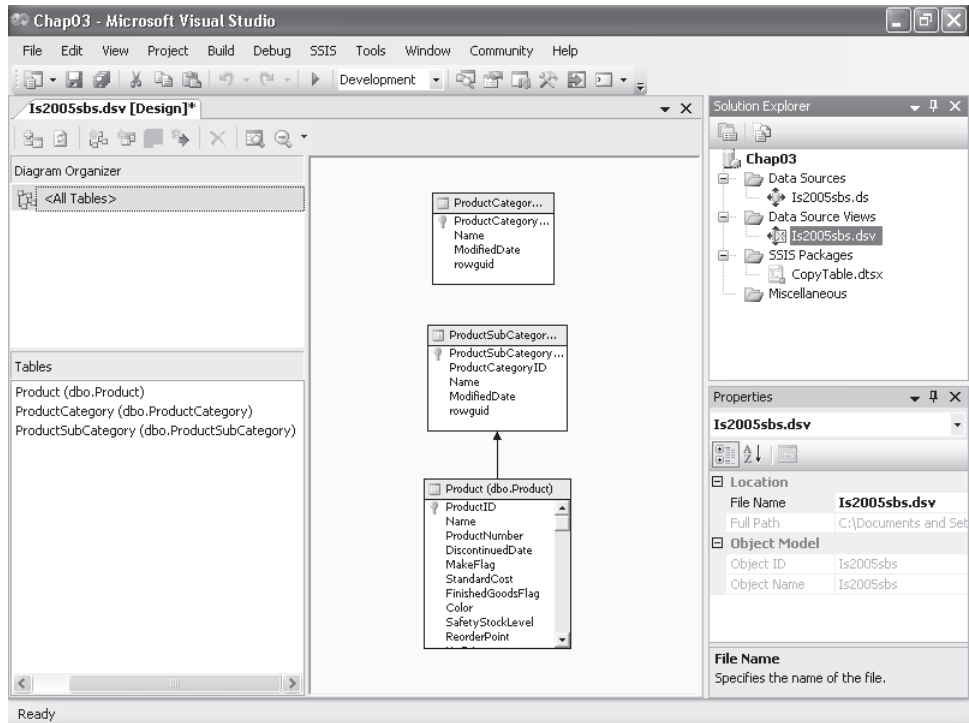 Chap03 - Microsoft Visual Studio
File Edit View Project Build Debug SSIS Tools Window Community Help
Development
Is2005sbs.dsv [Design]*
Diagram Organizer
<All Tables>
Tables
Product (dbo.Product)
ProductCategory (dbo.ProductCategory)
ProductSubCategory (dbo.ProductSubCategory)
ProductCategor...
ProductCategory...
Name
ModifiedDate
rowguid
ProductSubCategor...
ProductSubCategory...
ProductCategoryID
Name
ModifiedDate
rowguid
Product (dbo.Product)
ProductID
Name
ProductNumber
DiscontinuedDate
MakeFlag
StandardCost
FinishedGoodsFlag
Color
SafetyStockLevel
ReorderPoint
Solution Explorer
Chap03
Data Sources
Is2005sbs.ds
Data Source Views
Is2005sbs.dsv
SSIS Packages
CopyTable.dtsx
Miscellaneous
Properties
Is2005sbs.dsv
Location
File Name Is2005sbs.dsv
Full Path C:\Documents and Set
Object Model
Object ID Is2005sbs
Object Name Is2005sbs
File Name
Specifies the name of the file.
Ready